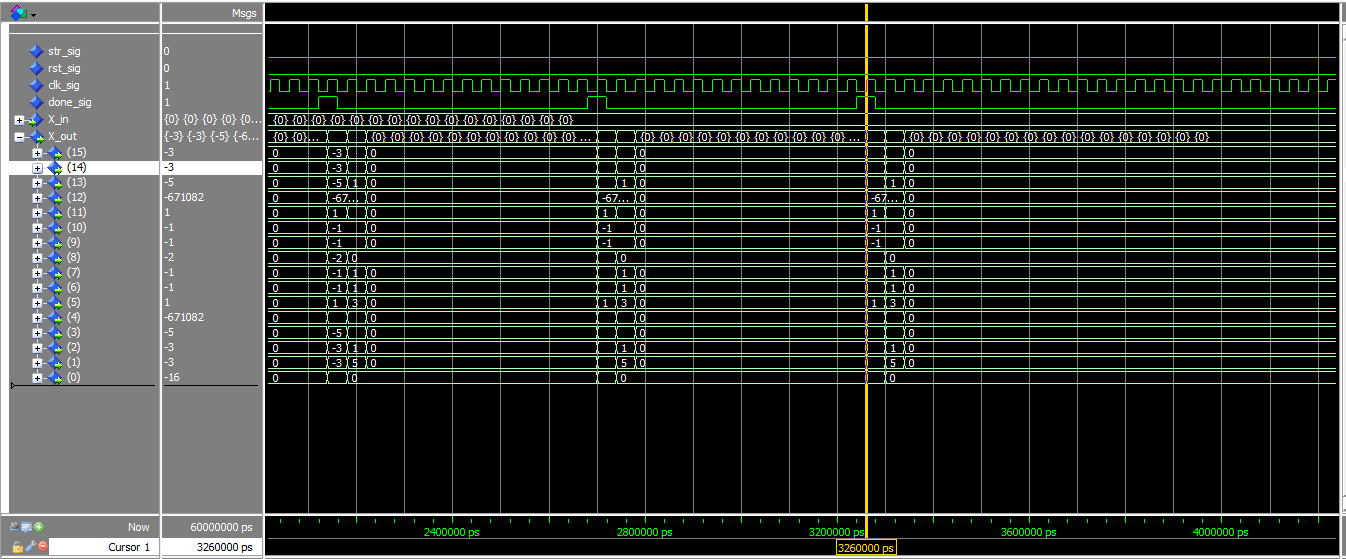 Msgs
str_sig 0
rst_sig 0
clk_sig 1
done_sig 1
X_in {0} {0} {0} {0} {0... {0} {0} {0} {0} {0} {0} {0} {0} {0} {0} {0} {0} {0} {0} {0} {0}
X_out {-3} {-3} {-5} {-6... {0} {0}... {0} {0} {0} {0} {0} {0} {0} {0} {0} {0} {0} ... {0} {0} {0} {0} {0} {0} {0} {0} {0} {0} {0} ... {0} {0} {0} {0} {0} {0} {0} {0} {0} {0} {0} {0} {0} {0} {0} {0}
(15) -3 0 -3 0 0 0
(14) -3 0 -3 0 0 0
(13) -5 0 -5 1 0 1 0 1 0
(12) -671082 0 -67... 0 -67... 0 -67... 0
(11) 1 0 1 0 1 0 1 0
(10) -1 0 -1 0 -1 0 -1 0
(9) -1 0 -1 0 -1 0 -1 0
(8) -2 0 -2 0 0 0
(7) -1 0 -1 1 0 1 0 1 0
(6) -1 0 -1 1 0 1 0 1 0
(5) 1 0 1 3 0 1 3 0 1 3 0
(4) -671082 0 0 0 0
(3) -5 0 -5 0 0 0
(2) -3 0 -3 1 0 1 0 1 0
(1) -3 0 -3 5 0 5 0 5 0
(0) -16 0 0 0 0
Now 60000000 ps 2400000 ps 2800000 ps 3200000 ps 3600000 ps 4000000 ps
Cursor 1 3260000 ps 3260000 ps